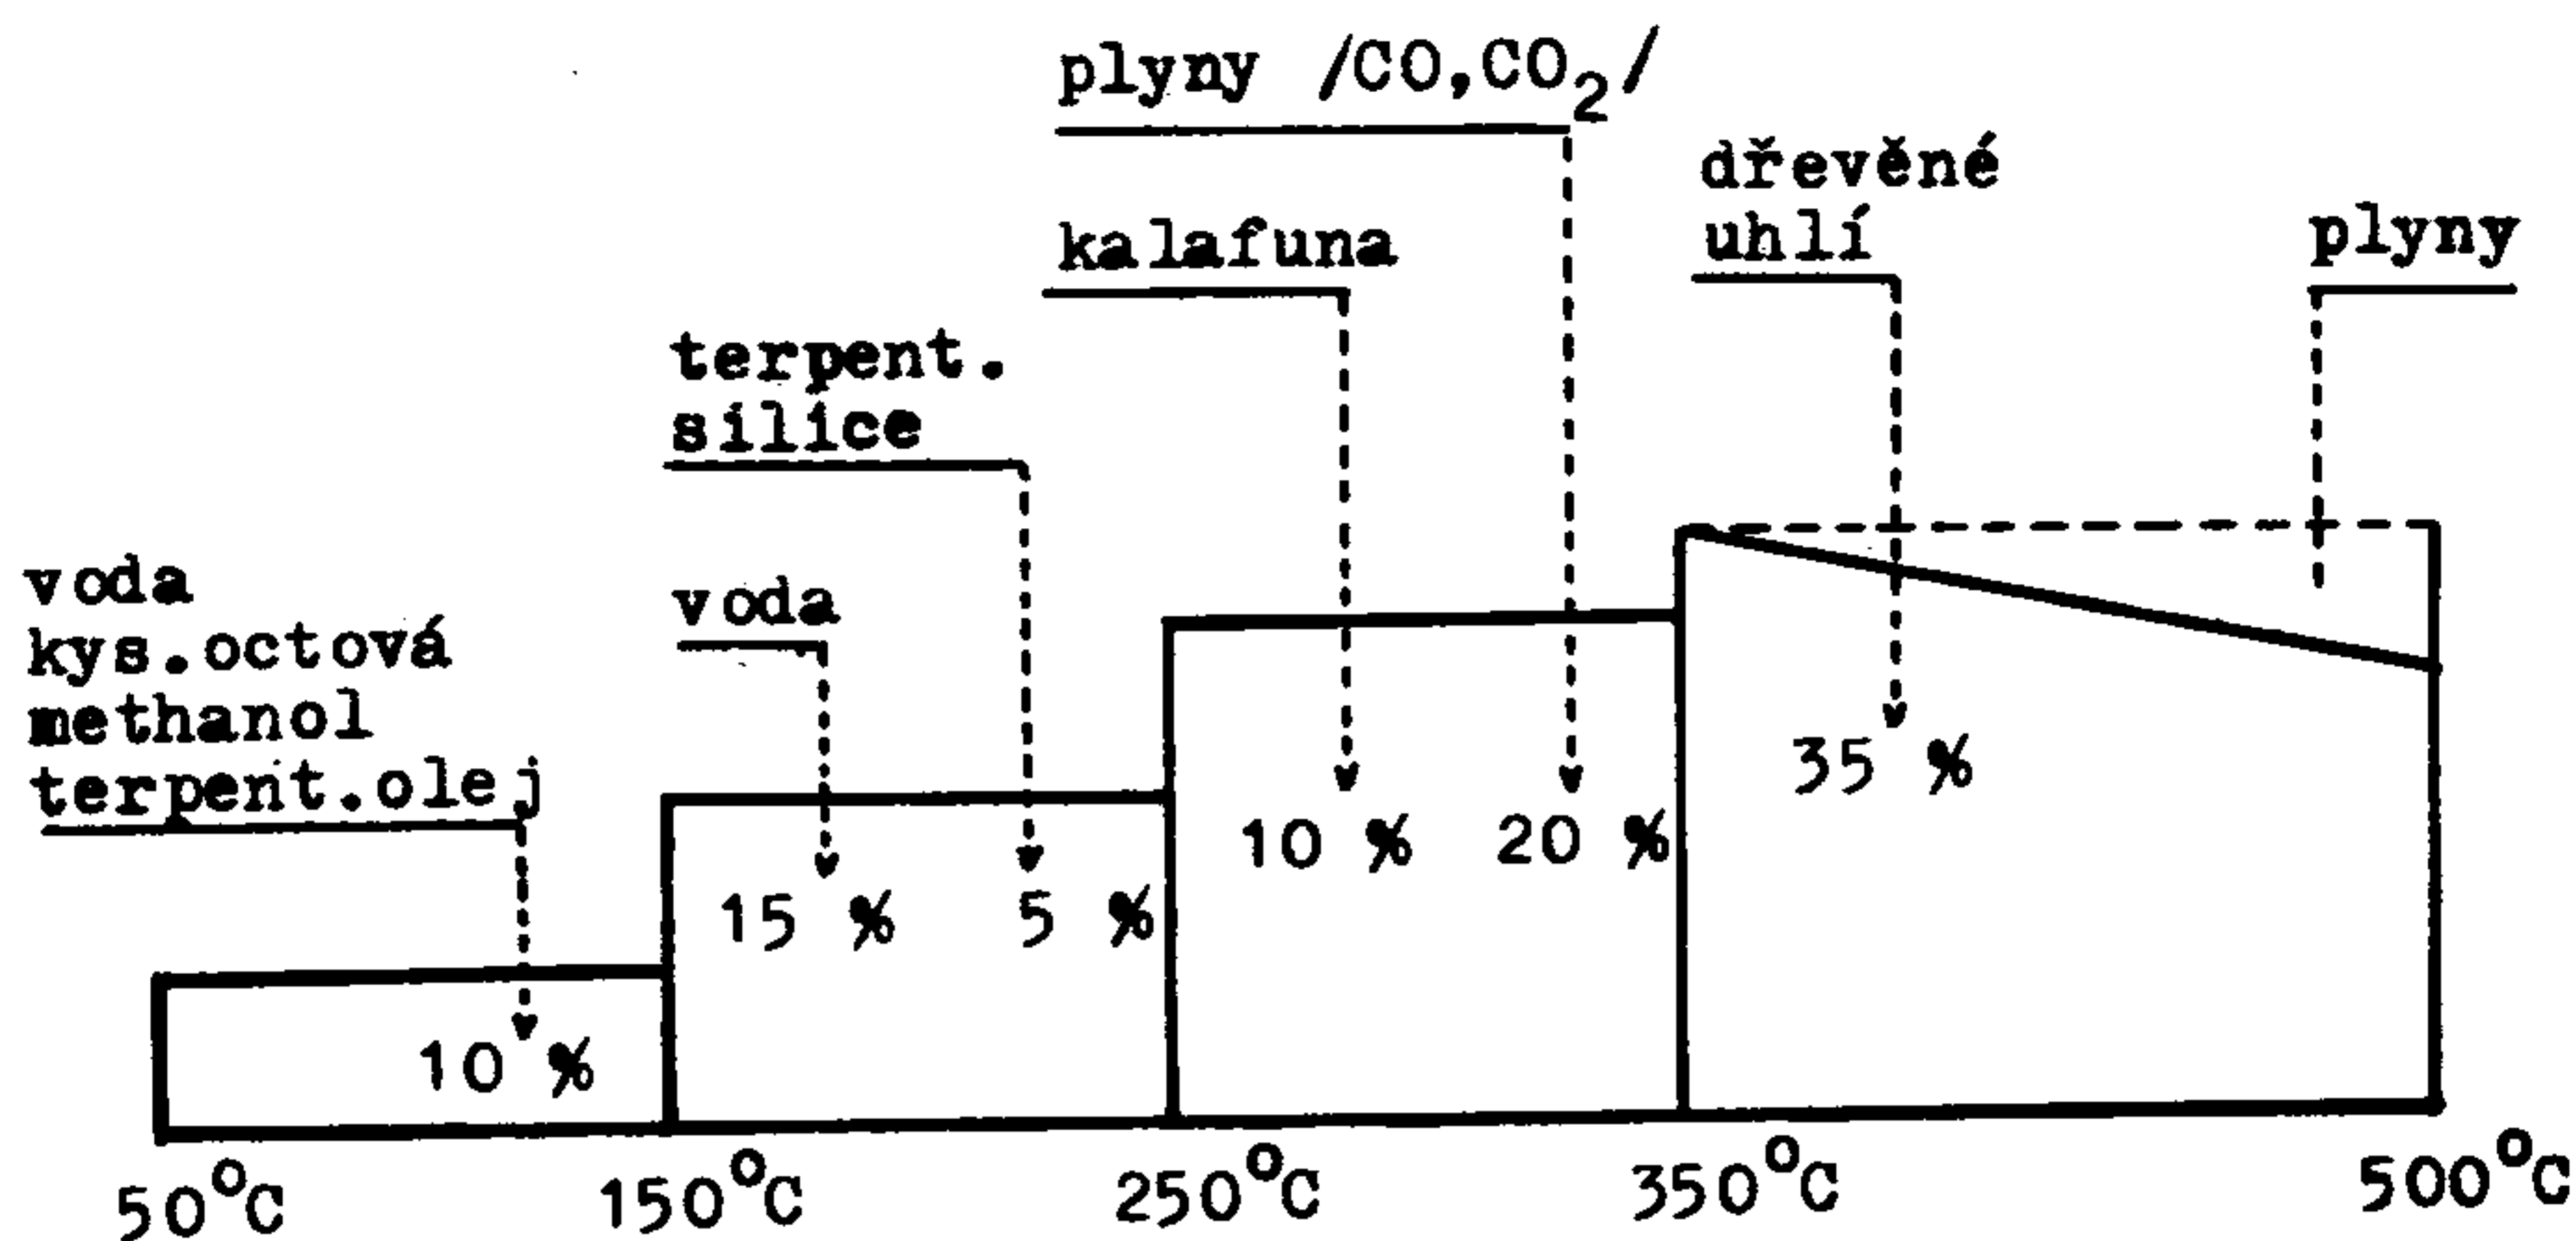 plyny /CO,CO₂/
dřevěné
uhlí
plyny
kalafuna
terpent.
silice
voda
voda
kys.octová
methanol
terpent.olej
35 %
10 %
20 %
15 %
5 %
10 %
50°C
150°C
250°C
350°C
500°C